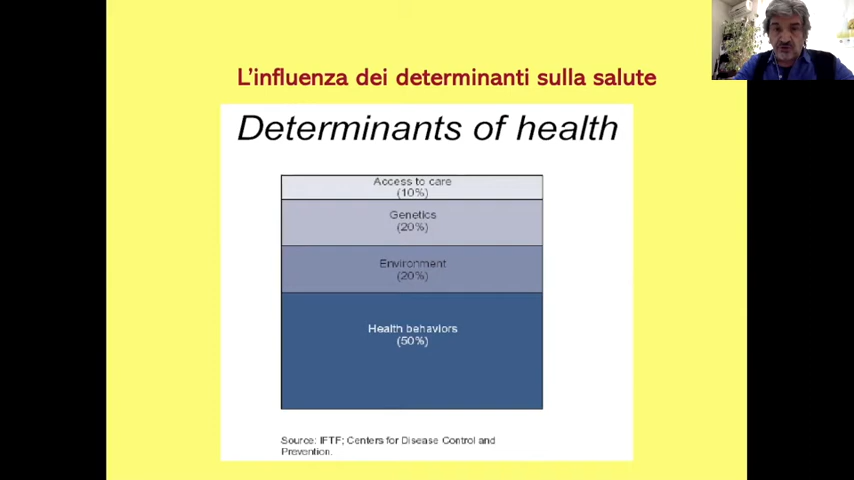 L'influenza dei determinanti sulla salute
Determinants of health
Access to care
(10%)
Genetics
(20%)
Environment
(20%)
Health behaviors
(50%)
Source: IFTF; Centers for Disease Control and
Prevention.